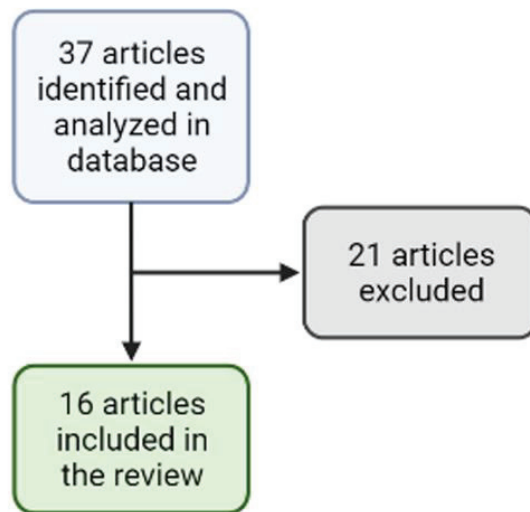 37 articles
identified and
analyzed in
database
21 articles
excluded
16 articles
included in
the review